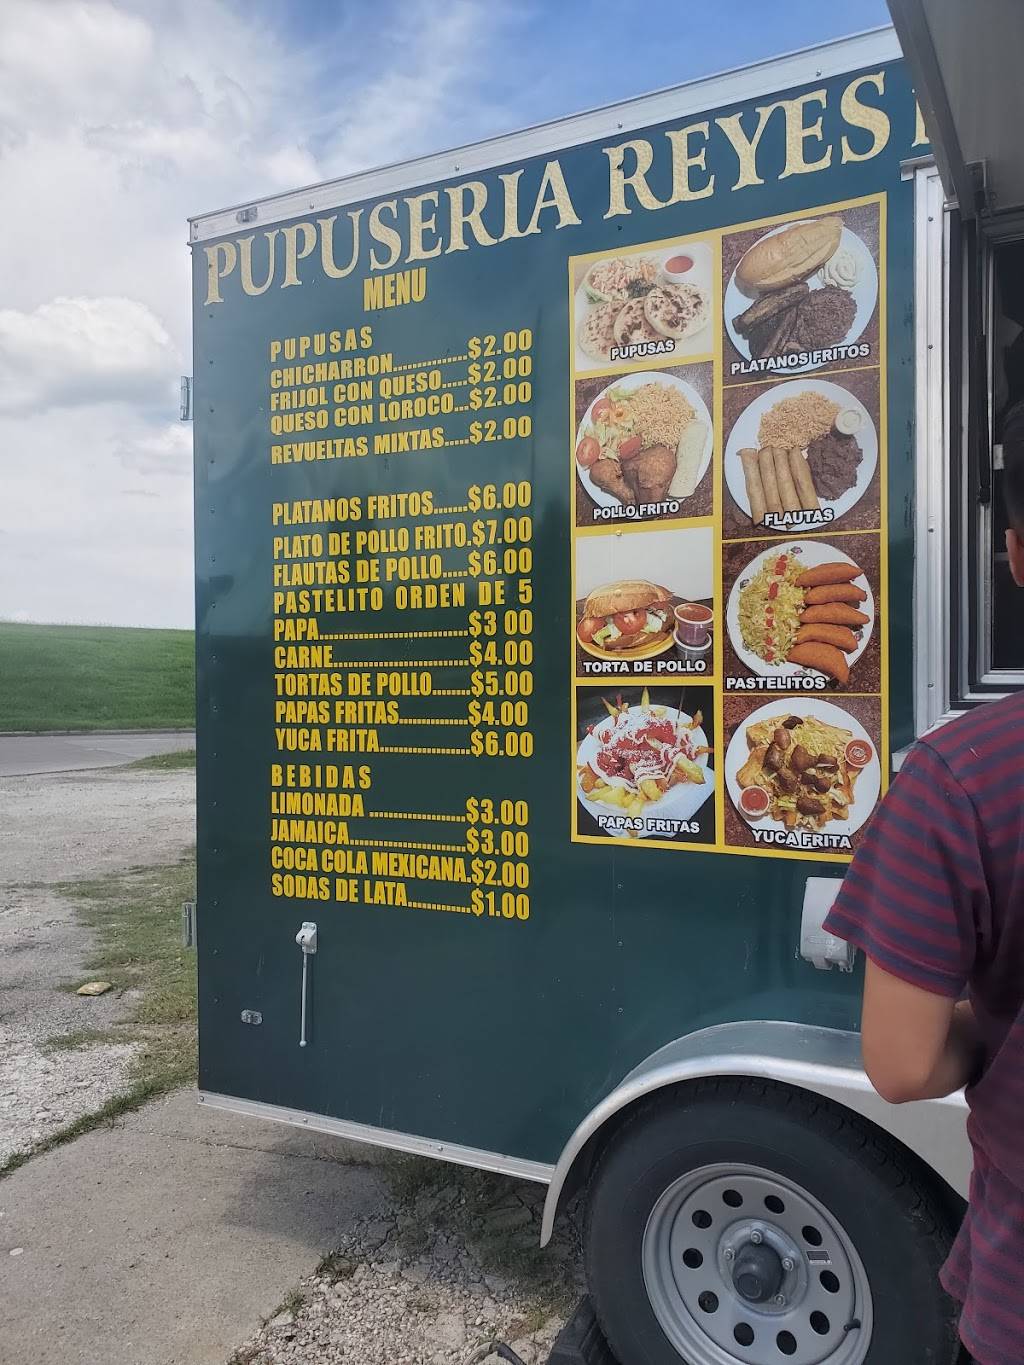 PUPUSERIA REYES
MENU
PUPUSAS
CHICHARRON..............$2.00
FRIJOL CON QUESO.....$2.00
QUESO CON LOROCO...$2.00
REVUELTAS MIXTAS.....$2.00
PLATANOS FRITOS.......$6.00
PLATO DE POLLO FRITO.$7.00
FLAUTAS DE POLLO.....$6.00
PASTELITO ORDEN DE 5
PAPA..............................$3 00
CARNE...........................$4.00
TORTAS DE POLLO........$5.00
PAPAS FRITAS..............$4.00
YUCA FRITA...................$6.00
BEBIDAS
LIMONADA ....................$3.00
JAMAICA........................$3.00
COCA COLA MEXICANA.$2.00
SODAS DE LATA............$1.00
PUPUSAS
PLATANOS FRITOS
POLLO FRITO
FLAUTAS
TORTA DE POLLO
PASTELITOS
PAPAS FRITAS
YUCA FRITA